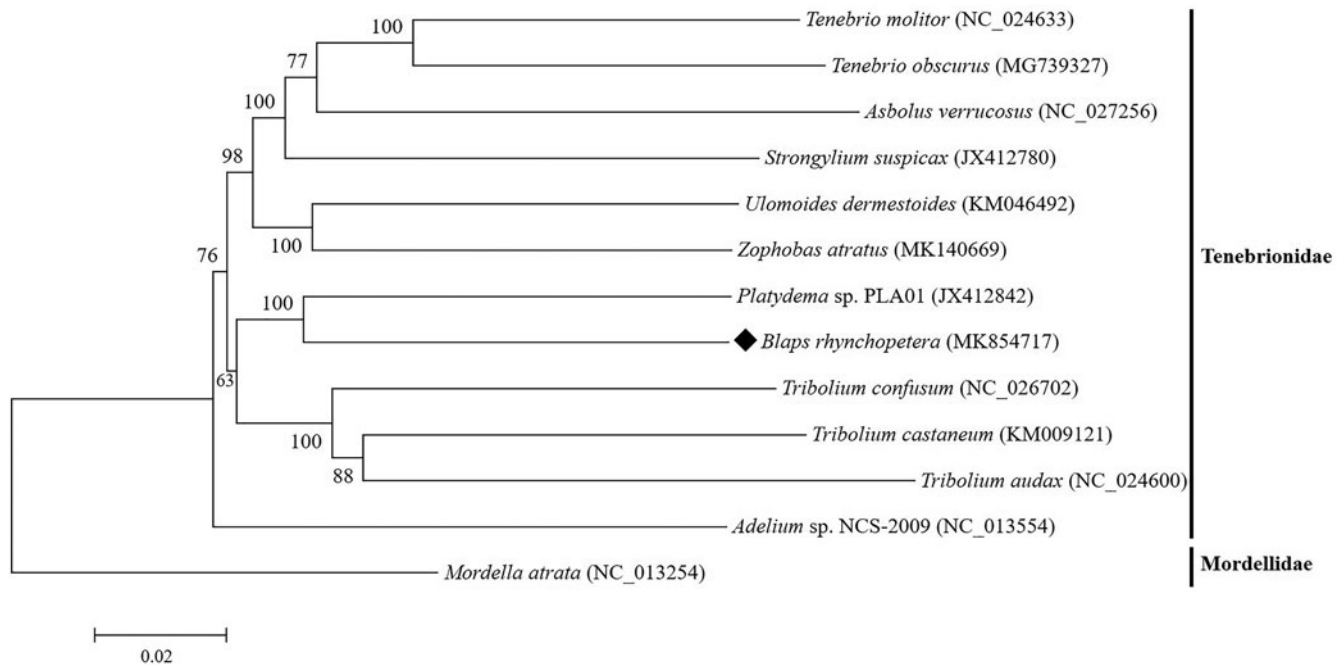 100
Tenebrio molitor (NC_024633)
77
Tenebrio obscurus (MG739327)
100
Asbolus verrucosus (NC_027256)
98
Strongylium suspicax (JX412780)
Ulomoides dermestoides (KM046492)
100
Zophobas atratus (MK140669)
76
Tenebrionidae
100
Platydema sp. PLA01 (JX412842)
Blaps rhynchopetera (MK854717)
63
Tribolium confusum (NC_026702)
100
Tribolium castaneum (KM009121)
88
Tribolium audax (NC_024600)
Adelium sp. NCS-2009 (NC_013554)
Mordella atrata (NC_013254)
Mordellidae
0.02